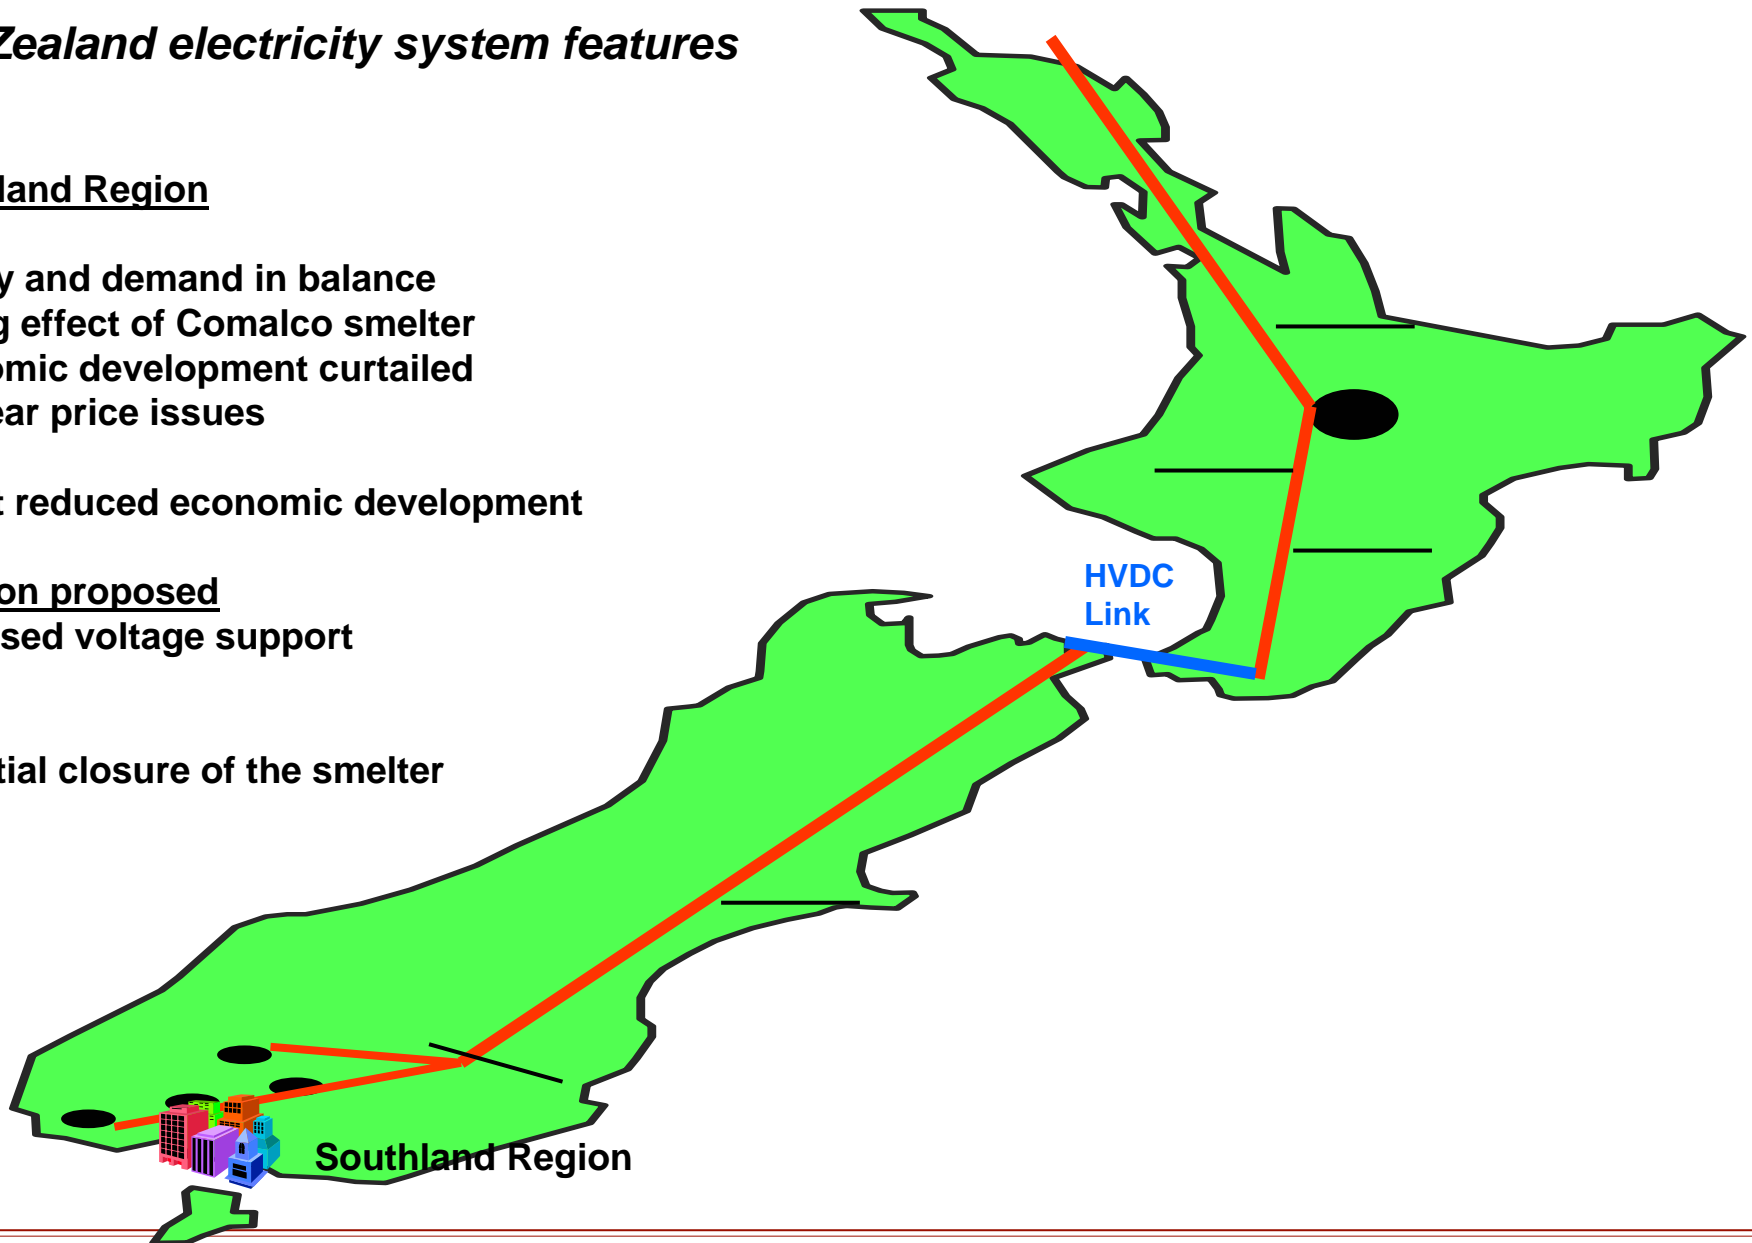 Zealand electricity system features
land Region
y and demand in balance
g effect of Comalco smelter
omic development curtailed
ear price issues
t reduced economic development
HVDC
Link
on proposed
sed voltage support
tial closure of the smelter
Southland Region